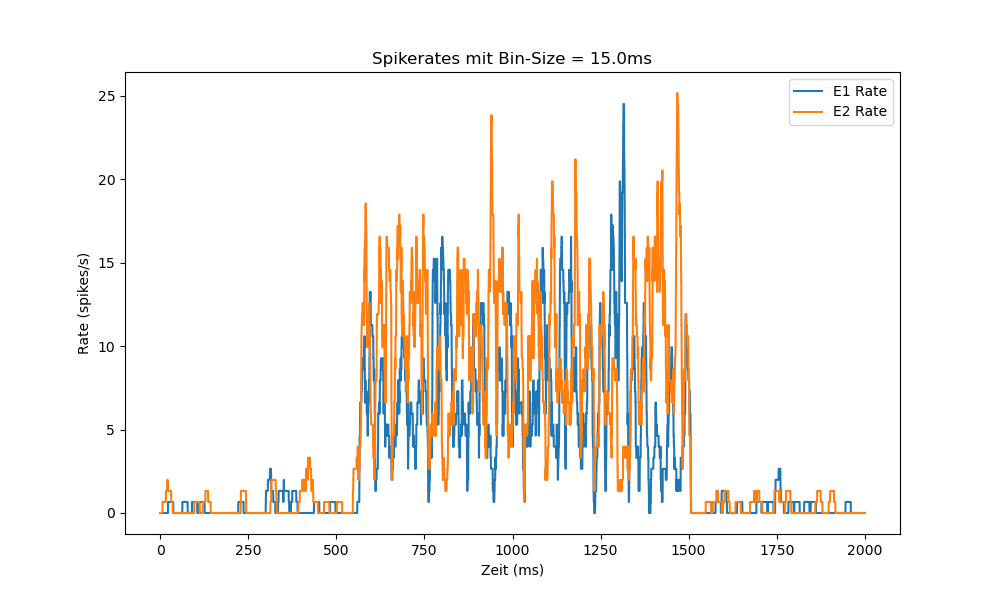 Spikerates mit Bin-Size = 15.0ms
E1 Rate
E2 Rate
Rate (spikes/s)
25
20
15
10
5
0
0 250 500 750 1000 1250 1500 1750 2000
Zeit (ms)